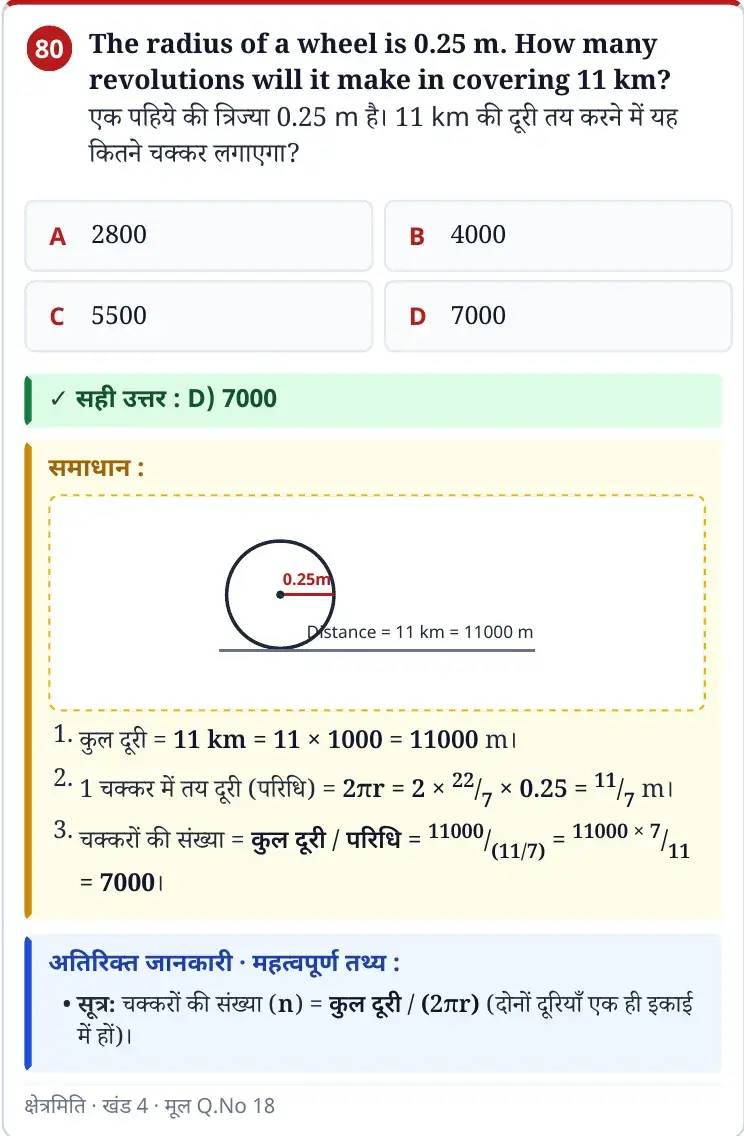 80 The radius of a wheel is 0.25 m. How many
revolutions will it make in covering 11 km?
एक पहिये की त्रिज्या 0.25 m है। 11 km की दूरी तय करने में यह
कितने चक्कर लगाएगा?
A 2800
B 4000
C 5500
D 7000
✓ सही उत्तर : D) 7000
समाधान :
0.25m
Distance = 11 km = 11000 m
1. कुल दूरी = 11 km = 11 × 1000 = 11000 m।
2. 1 चक्कर में तय दूरी (परिधि) = 2πr = 2 × 22/7 × 0.25 = 11/7 m।
3. चक्करों की संख्या = कुल दूरी / परिधि = 11000/(11/7) = 11000 × 7/11
= 7000।
अतिरिक्त जानकारी · महत्वपूर्ण तथ्य :
• सूत्र: चक्करों की संख्या (n) = कुल दूरी / (2πr) (दोनों दूरियाँ एक ही इकाई
में हों)।
क्षेत्रमिति · खंड 4 · मूल Q.No 18